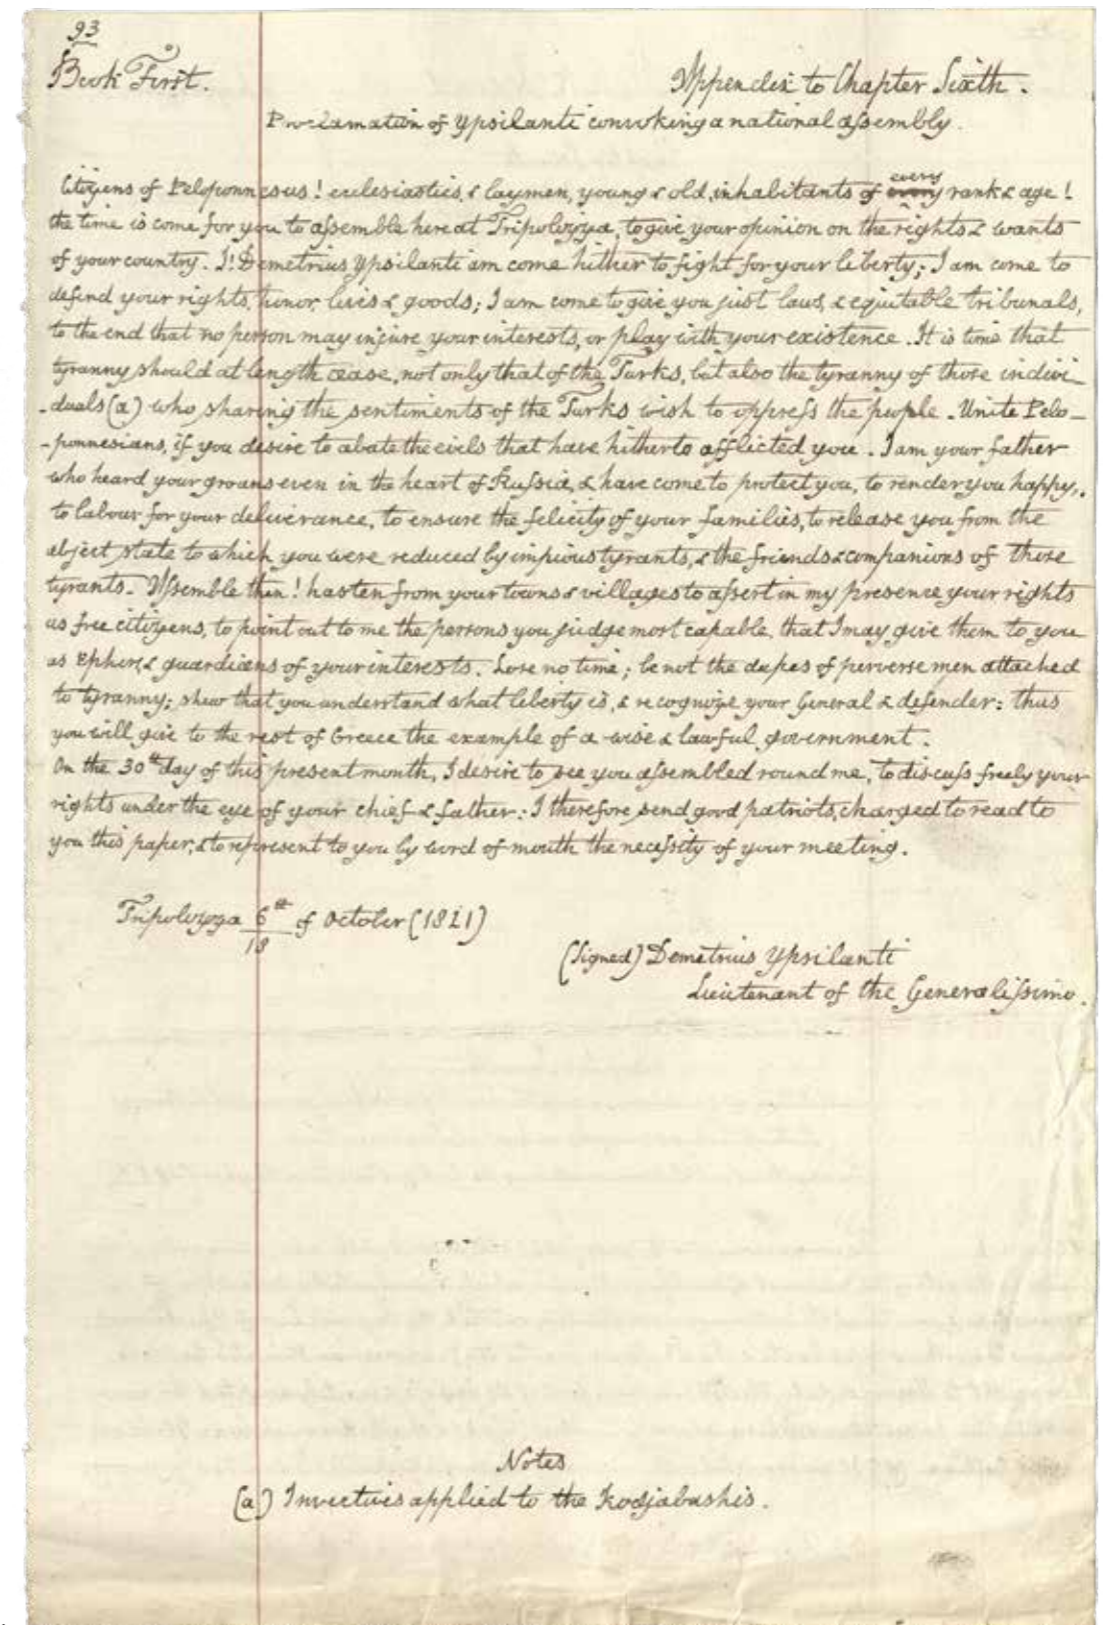 93
Book First.
Appendix to Chapter Sixth.
Proclamation of Ypsilanti convoking a national assembly.
Citizens of Peloponnesus! ecclesiastics, & laymen, young & old, inhabitants of every rank & age!
the time is come for you to assemble here at Tripolizza, to give your opinion on the rights & wants
of your country. I! Demetrius Ypsilanti am come hither to fight for your liberty; I am come to
defend your rights, honor, lives & goods; I am come to give you just laws, & equitable tribunals,
to the end that no person may injure your interests, or play with your existence. It is time that
tyranny should at length cease, not only that of the Turks, but also the tyranny of those indivi-
-duals (a) who sharing the sentiments of the Turks wish to oppress the people. Unite Pelo-
-ponnesians, if you desire to abate the evils that have hitherto afflicted you. I am your father
who heard your groans even in the heart of Russia, & have come to protect you, to render you happy,
to labour for your deliverance, to ensure the felicity of your families, to release you from the
abject state to which you were reduced by impious tyrants, & the friends & companions of those
tyrants. Assemble then! hasten from your towns & villages to assert in my presence your rights
as free citizens, to point out to me the persons you judge most capable, that I may give them to you
as Ephors, & guardians of your interests. Lose no time; be not the dupes of perverse men attached
to tyranny; shew that you understand what liberty is, & recognize your General & defender: thus
you will give to the rest of Greece the example of a wise & lawful government.
On the 30th day of this present month, I desire to see you assembled round me, to discuss freely your
rights under the eye of your chief & father: I therefore send good patriots, charged to read to
you this paper, & to represent to you by word of mouth the necessity of your meeting.
Tripolizza 6th/18 of October (1821)
(Signed) Demetrius Ypsilanti
Lieutenant of the Generalissimo.
Notes
(a) Invectives applied to the Kodjabashis.